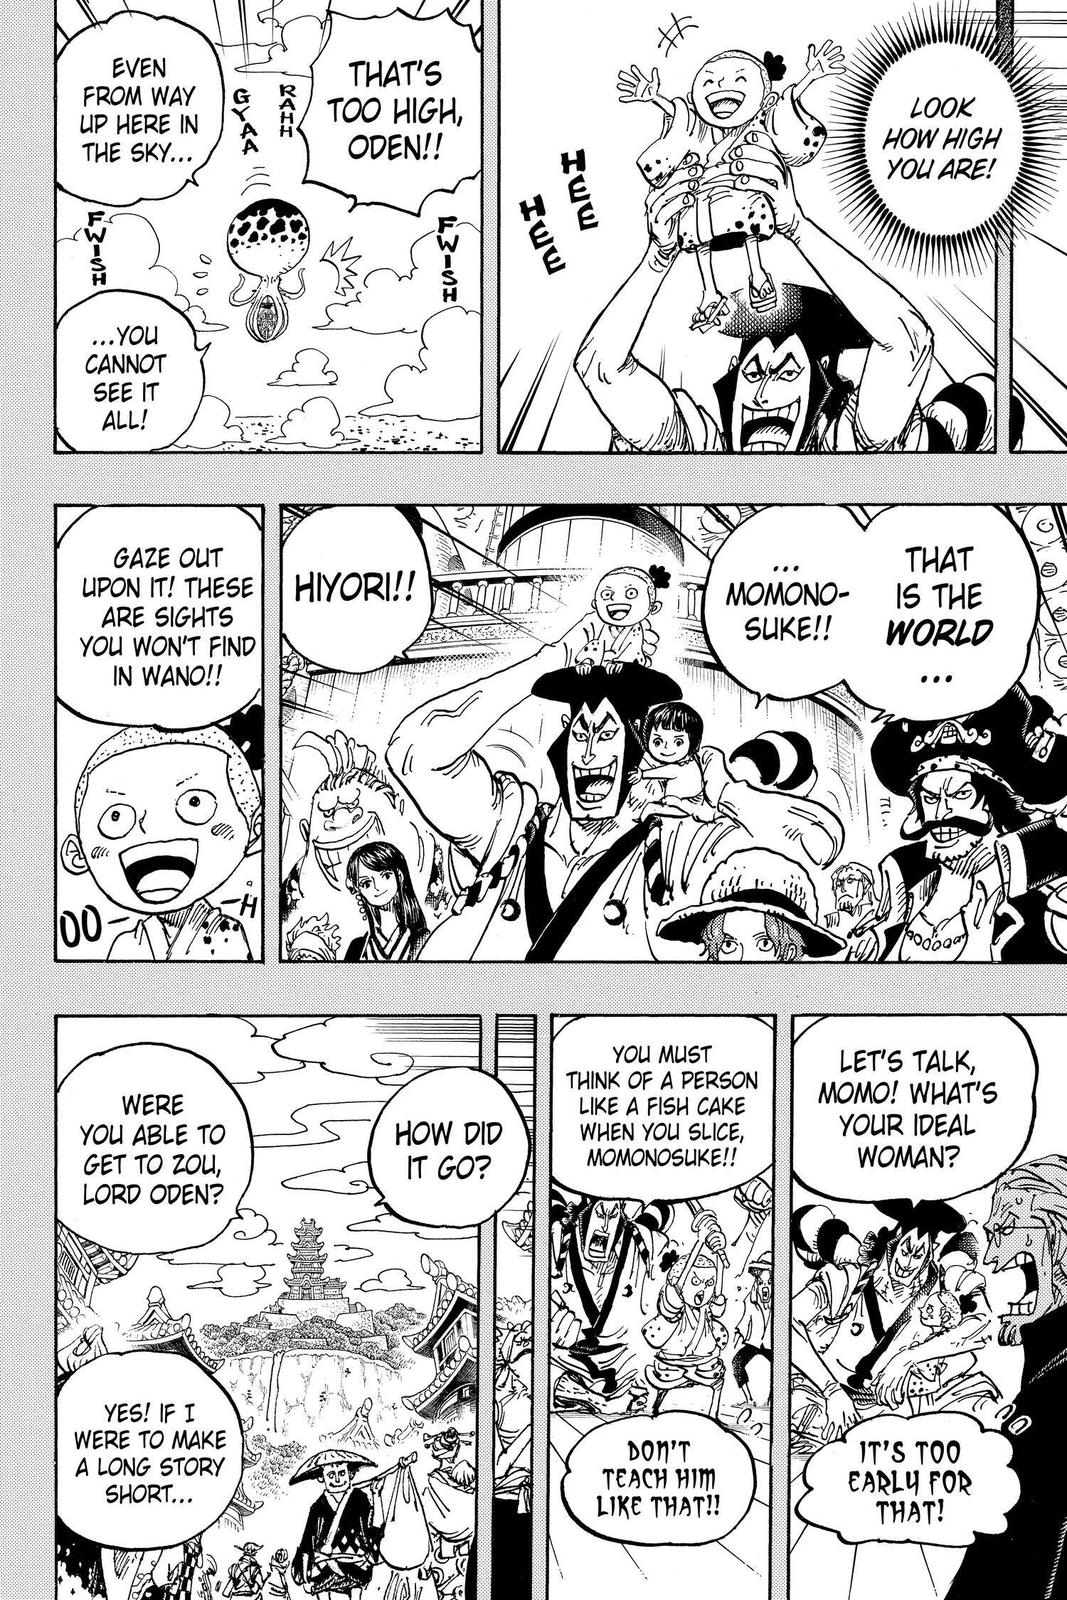 LOOK
HOW HIGH
YOU ARE!
HEE
HEE
THAT'S
TOO HIGH,
ODEN!!
RAHH
GYAA
EVEN
FROM WAY
UP HERE IN
THE SKY...
FWISH
FWISH
...YOU
CANNOT
SEE IT
ALL!
THAT
IS THE
WORLD
...
...
MOMONO-
SUKE!!
HIYORI!!
GAZE OUT
UPON IT! THESE
ARE SIGHTS
YOU WON'T FIND
IN WANO!!
OO
H
LET'S TALK,
MOMO! WHAT'S
YOUR IDEAL
WOMAN?
IT'S TOO
EARLY FOR
THAT!
YOU MUST
THINK OF A PERSON
LIKE A FISH CAKE
WHEN YOU SLICE,
MOMONOSUKE!!
DON'T
TEACH HIM
LIKE THAT!!
HOW DID
IT GO?
WERE
YOU ABLE TO
GET TO ZOU,
LORD ODEN?
YES! IF I
WERE TO MAKE
A LONG STORY
SHORT...